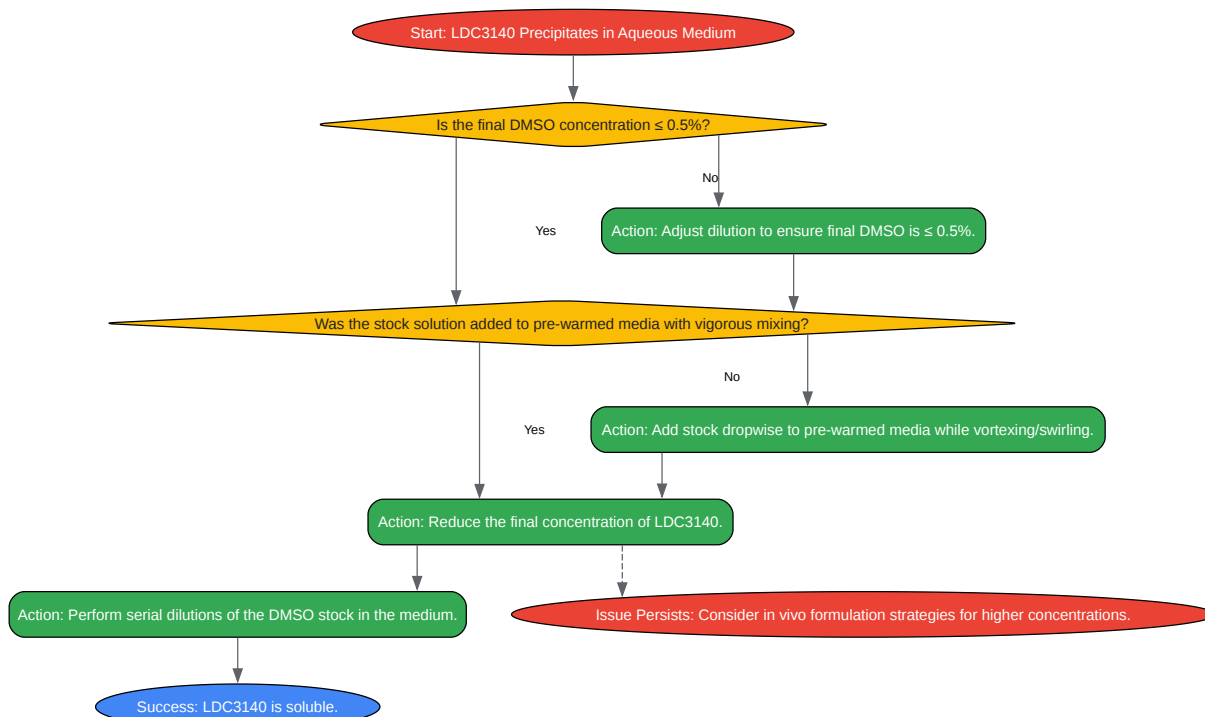 Start: LDC3140 Precipitates in Aqueous Medium
Is the final DMSO concentration ≤ 0.5%?
No
Yes
Action: Adjust dilution to ensure final DMSO is ≤ 0.5%.
Was the stock solution added to pre-warmed media with vigorous mixing?
No
Yes
Action: Add stock dropwise to pre-warmed media while vortexing/swirling.
Action: Reduce the final concentration of LDC3140.
Action: Perform serial dilutions of the DMSO stock in the medium.
Issue Persists: Consider in vivo formulation strategies for higher concentrations.
Success: LDC3140 is soluble.